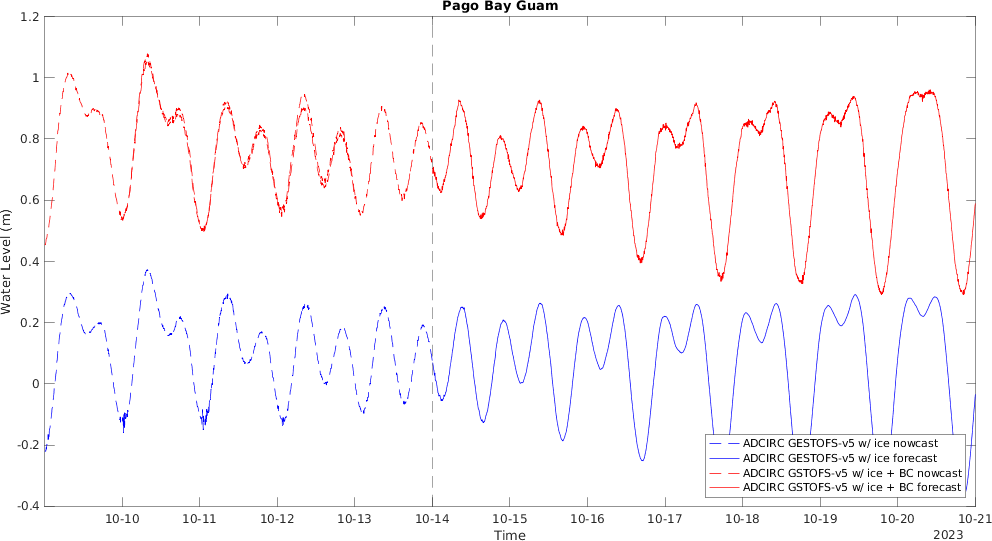 Pago Bay Guam
1.2
1
0.8
0.6
0.4
0.2
0
-0.2
-0.4
Water Level (m)
ADCIRC GESTOFS-v5 w/ ice nowcast
ADCIRC GESTOFS-v5 w/ ice forecast
ADCIRC GSTOFS-v5 w/ ice + BC nowcast
ADCIRC GSTOFS-v5 w/ ice + BC forecast
10-10 10-11 10-12 10-13 10-14 10-15 10-16 10-17 10-18 10-19 10-20 10-21
Time
2023